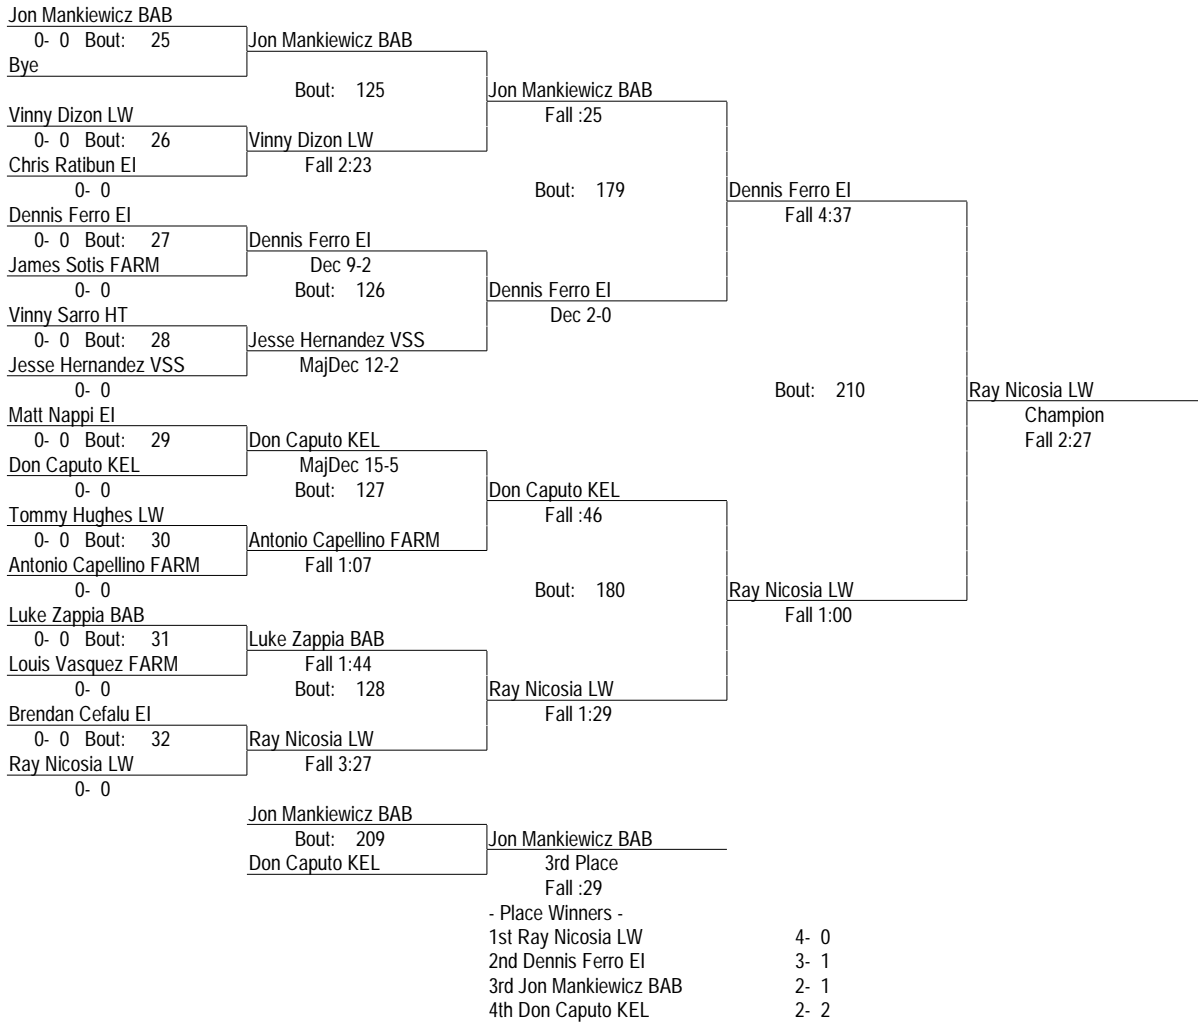 Jon Mankiewicz BAB
0- 0 Bout: 25
Jon Mankiewicz BAB
Bye
Bout: 125
Jon Mankiewicz BAB
Vinny Dizon LW
Fall :25
0- 0 Bout: 26
Vinny Dizon LW
Chris Ratibun EI
Fall 2:23
0- 0
Bout: 179
Dennis Ferro EI
Dennis Ferro EI
Fall 4:37
0- 0 Bout: 27
Dennis Ferro EI
James Sotis FARM
Dec 9-2
0- 0
Bout: 126
Dennis Ferro EI
Vinny Sarro HT
Dec 2-0
0- 0 Bout: 28
Jesse Hernandez VSS
Jesse Hernandez VSS
MajDec 12-2
0- 0
Bout: 210
Ray Nicosia LW
Matt Nappi EI
Champion
0- 0 Bout: 29
Don Caputo KEL
Fall 2:27
Don Caputo KEL
MajDec 15-5
0- 0
Bout: 127
Don Caputo KEL
Tommy Hughes LW
Fall :46
0- 0 Bout: 30
Antonio Capellino FARM
Antonio Capellino FARM
Fall 1:07
0- 0
Bout: 180
Ray Nicosia LW
Luke Zappia BAB
Fall 1:00
0- 0 Bout: 31
Luke Zappia BAB
Louis Vasquez FARM
Fall 1:44
0- 0
Bout: 128
Ray Nicosia LW
Brendan Cefalu EI
Fall 1:29
0- 0 Bout: 32
Ray Nicosia LW
Ray Nicosia LW
Fall 3:27
0- 0
Jon Mankiewicz BAB
Bout: 209
Jon Mankiewicz BAB
Don Caputo KEL
3rd Place
Fall :29
- Place Winners -
1st Ray Nicosia LW 4- 0
2nd Dennis Ferro EI 3- 1
3rd Jon Mankiewicz BAB 2- 1
4th Don Caputo KEL 2- 2